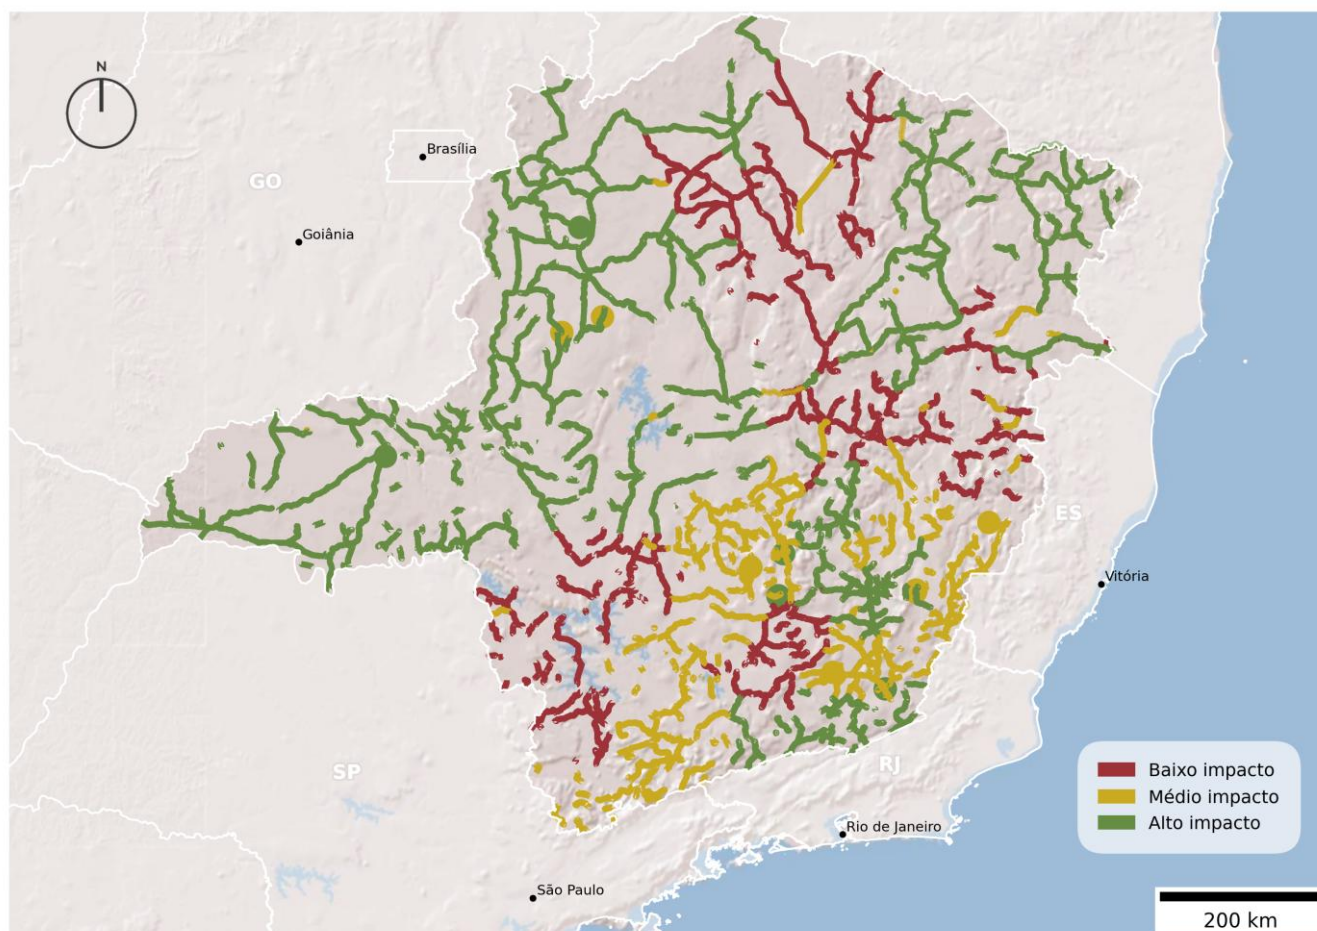 N
Brasília
GO
Goiânia
ES
Vitória
SP
RJ
Baixo impacto
Médio impacto
Alto impacto
Rio de Janeiro
São Paulo
200 km